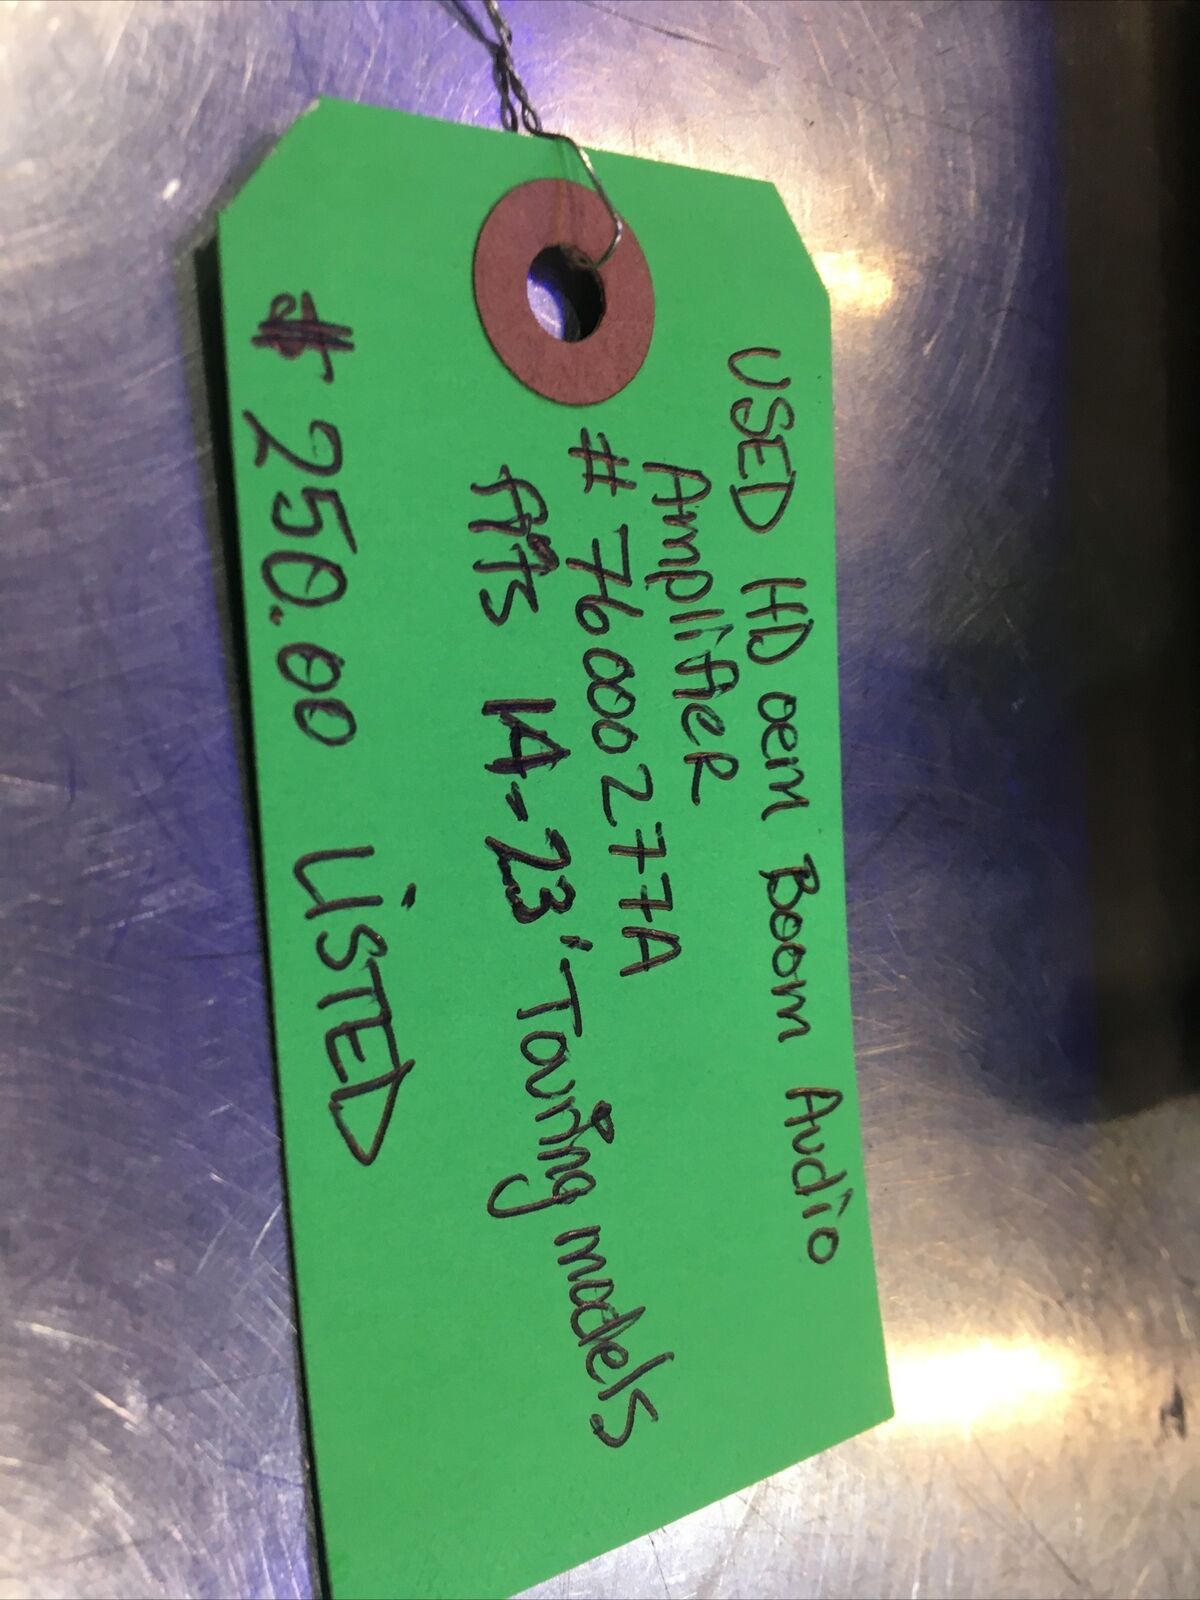 USED HD oem Boom Audio
AmplifieR
# 76000277A
fits 14-23' Touring models
$ 250.00 LiSTED